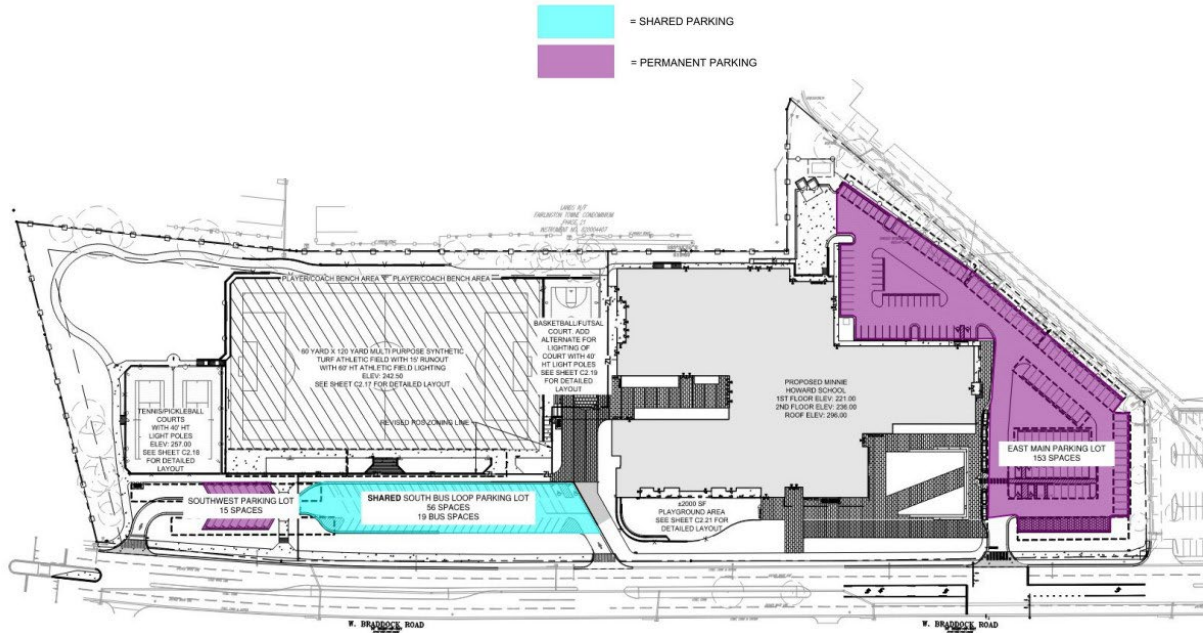 = SHARED PARKING
= PERMANENT PARKING
LANDS N/F
FAIRLINGTON TOWNE CONDOMINIUM
PHASE 21
PLAYER/COACH BENCH AREA
PLAYER/COACH BENCH AREA
60 YARD X 120 YARD MULTI PURPOSE SYNTHETIC
TURF ATHLETIC FIELD WITH 15' RUNOUT
WITH 60' HT ATHLETIC FIELD LIGHTING
ELEV: 242.50
SEE SHEET C2.17 FOR DETAILED LAYOUT
BASKETBALL/FUTSAL
COURT. ADD
ALTERNATE FOR
LIGHTING OF
COURT WITH 40'
HT LIGHT POLES
SEE SHEET C2.19
FOR DETAILED
LAYOUT
PROPOSED MINNIE
HOWARD SCHOOL
1ST FLOOR ELEV: 221.00
2ND FLOOR ELEV: 236.00
ROOF ELEV: 296.00
TENNIS/PICKLEBALL
COURTS
WITH 40' HT
LIGHT POLES
ELEV: 257.00
SEE SHEET C2.18
FOR DETAILED
LAYOUT
REVISED POS ZONING LINE
EAST MAIN PARKING LOT
153 SPACES
SOUTHWEST PARKING LOT
15 SPACES
SHARED SOUTH BUS LOOP PARKING LOT
56 SPACES
19 BUS SPACES
±2000 SF
PLAYGROUND AREA
SEE SHEET C2.21 FOR
DETAILED LAYOUT
W. BRADDOCK ROAD
W. BRADDOCK ROAD